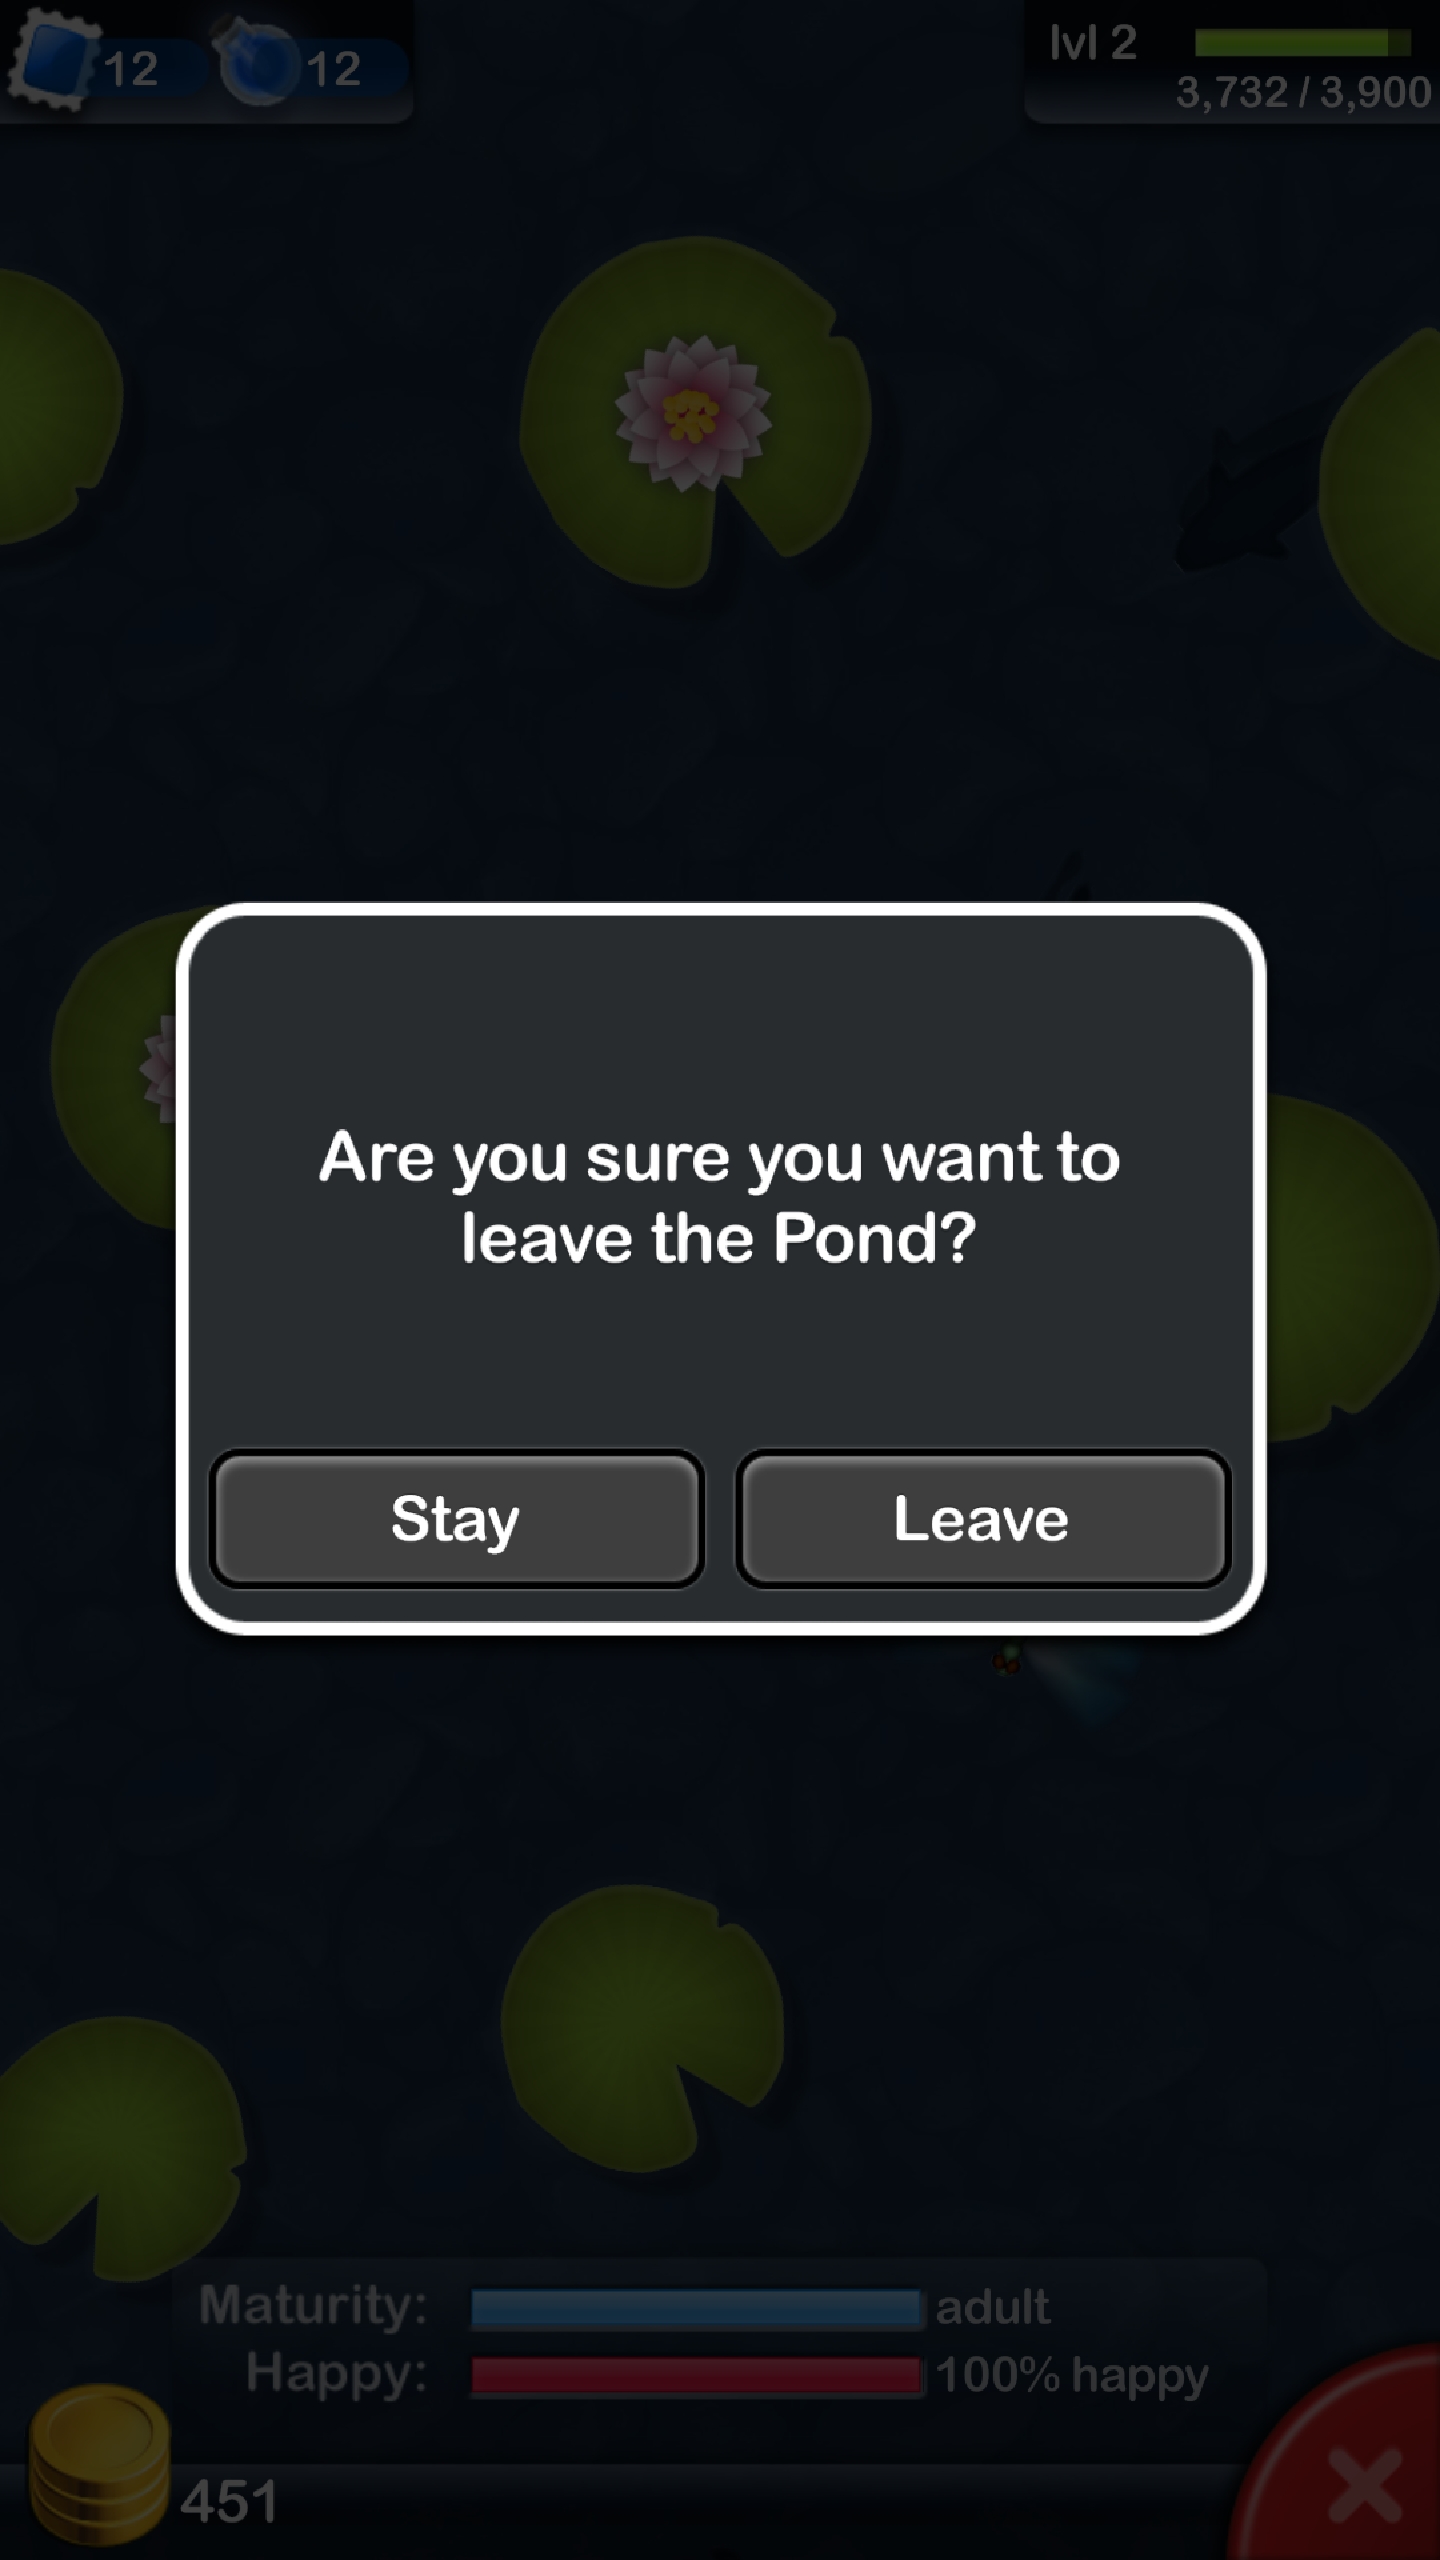 12
12
lvl 2
3,732 / 3,900
Are you sure you want to
leave the Pond?
Stay
Leave
Maturity:
adult
Happy:
100% happy
451